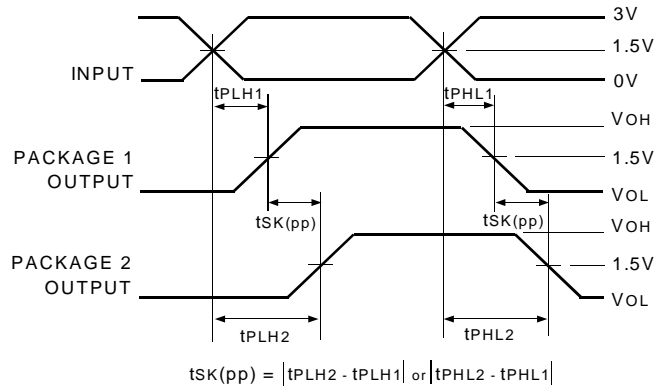 3V
1.5V
INPUT
0V
tPLH1
tPHL1
VOH
PACKAGE 1
OUTPUT
1.5V
VOL
tSK(pp)
tSK(pp)
VOH
PACKAGE 2
OUTPUT
1.5V
VOL
tPLH2
tPHL2
tSK(pp) = |tPLH2 - tPLH1| or |tPHL2 - tPHL1|